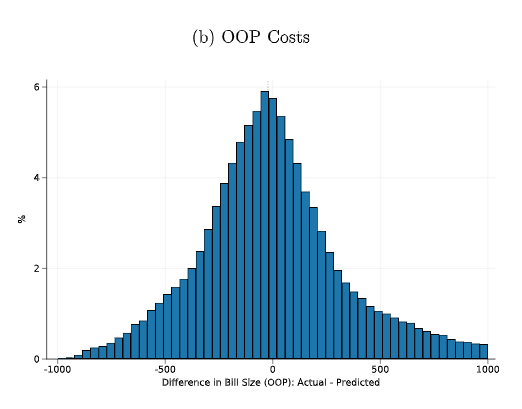 (b) OOP Costs
6
4
%
2
0
-1000 -500 0 500 1000
Difference in Bill Size (OOP): Actual - Predicted